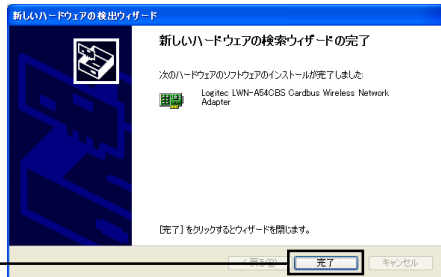 新しいハードウェアの検出ウィザード
新しいハードウェアの検索ウィザードの完了
次のハードウェアのソフトウェアのインストールが完了しました:
Logitec LWN-A54CBS Cardbus Wireless Network
Adapter
[完了] をクリックするとウィザードを閉じます。
< 戻る(B)
完了
キャンセル